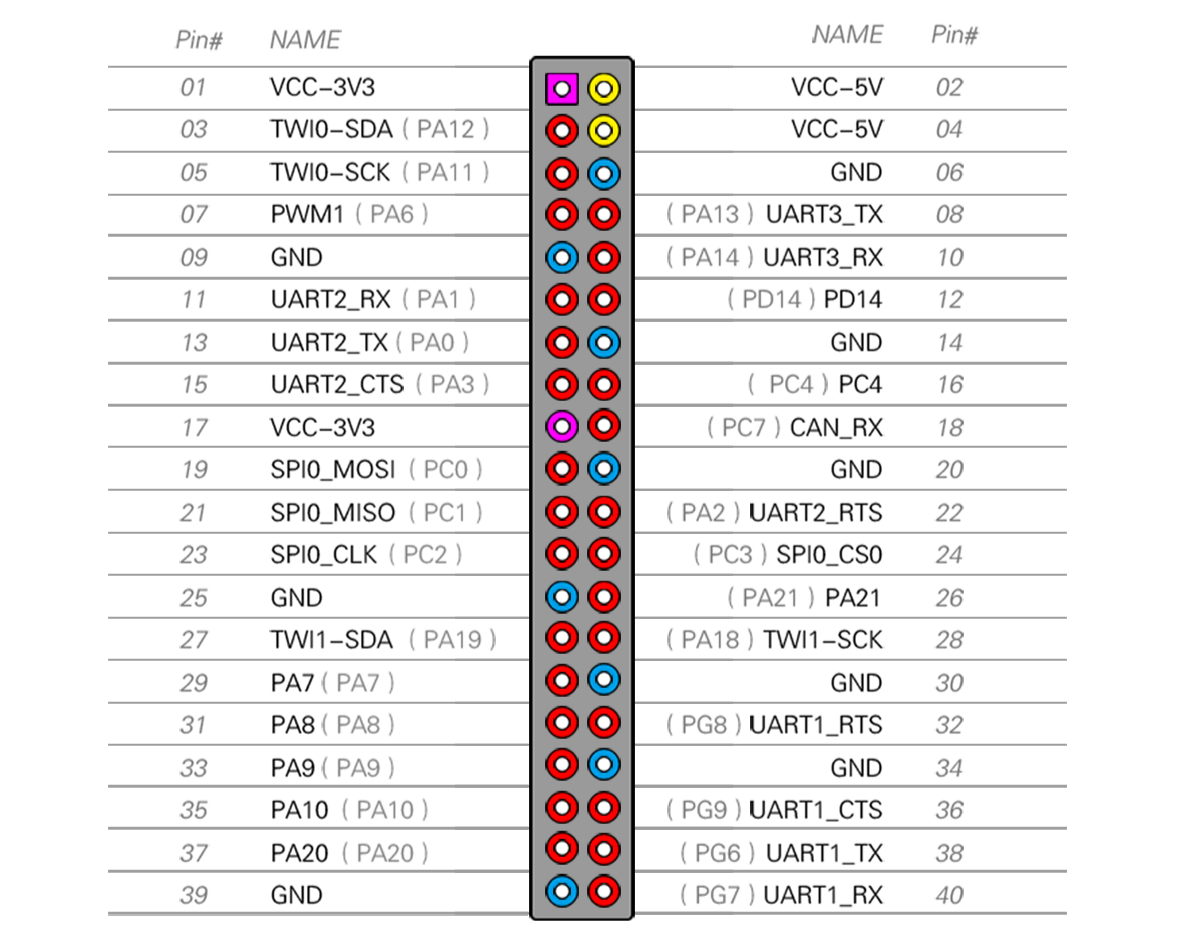 Pin# NAME NAME Pin#
01 VCC–3V3 VCC–5V 02
03 TWI0–SDA ( PA12 ) VCC–5V 04
05 TWI0–SCK ( PA11 ) GND 06
07 PWM1 ( PA6 ) ( PA13 ) UART3_TX 08
09 GND ( PA14 ) UART3_RX 10
11 UART2_RX ( PA1 ) ( PD14 ) PD14 12
13 UART2_TX ( PA0 ) GND 14
15 UART2_CTS ( PA3 ) ( PC4 ) PC4 16
17 VCC–3V3 ( PC7 ) CAN_RX 18
19 SPI0_MOSI ( PC0 ) GND 20
21 SPI0_MISO ( PC1 ) ( PA2 ) UART2_RTS 22
23 SPI0_CLK ( PC2 ) ( PC3 ) SPI0_CS0 24
25 GND ( PA21 ) PA21 26
27 TWI1–SDA ( PA19 ) ( PA18 ) TWI1–SCK 28
29 PA7 ( PA7 ) GND 30
31 PA8 ( PA8 ) ( PG8 ) UART1_RTS 32
33 PA9 ( PA9 ) GND 34
35 PA10 ( PA10 ) ( PG9 ) UART1_CTS 36
37 PA20 ( PA20 ) ( PG6 ) UART1_TX 38
39 GND ( PG7 ) UART1_RX 40